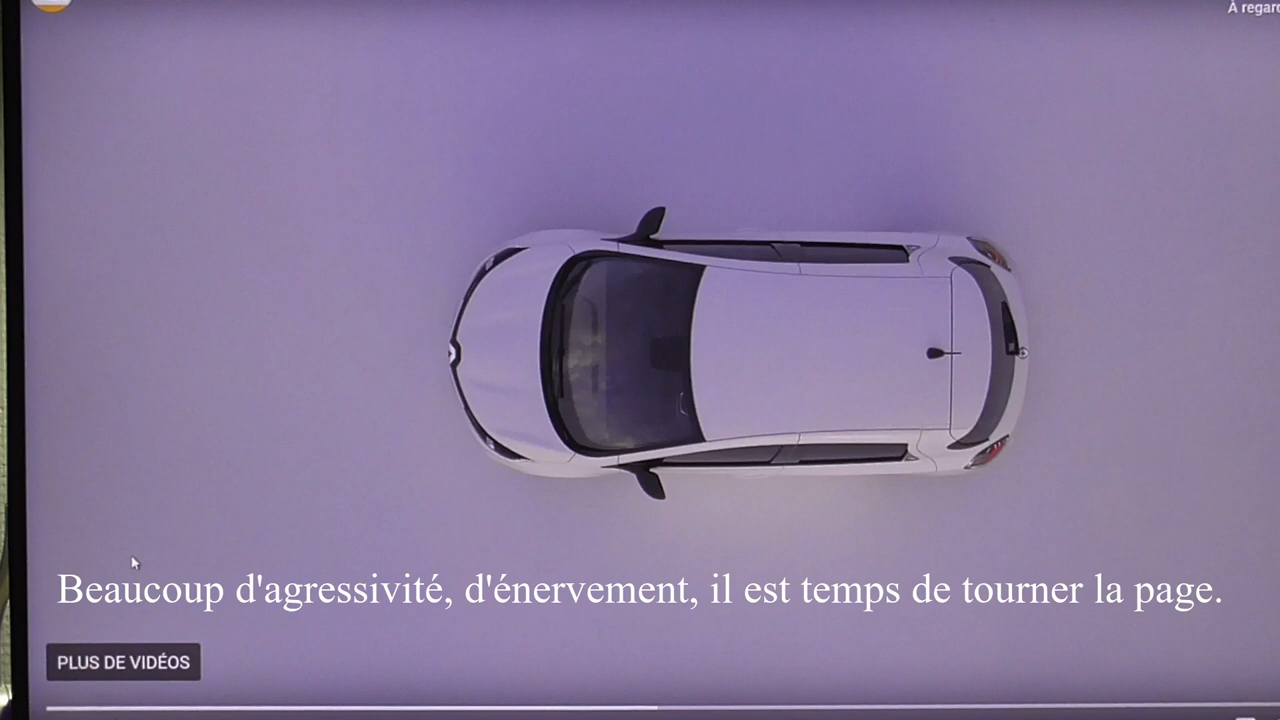 À regard
Beaucoup d'agressivité, d'énervement, il est temps de tourner la page.
PLUS DE VIDÉOS